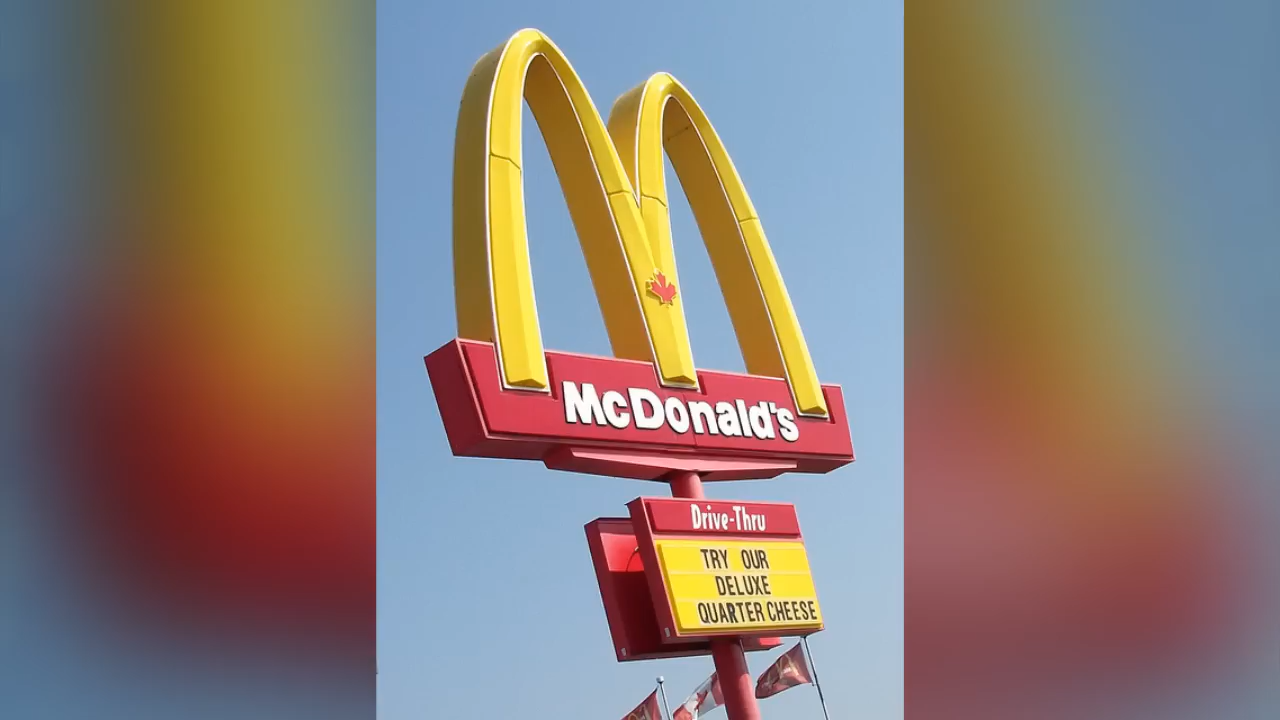 McDonald's
Drive-Thru
TRY OUR
DELUXE
QUARTER CHEESE